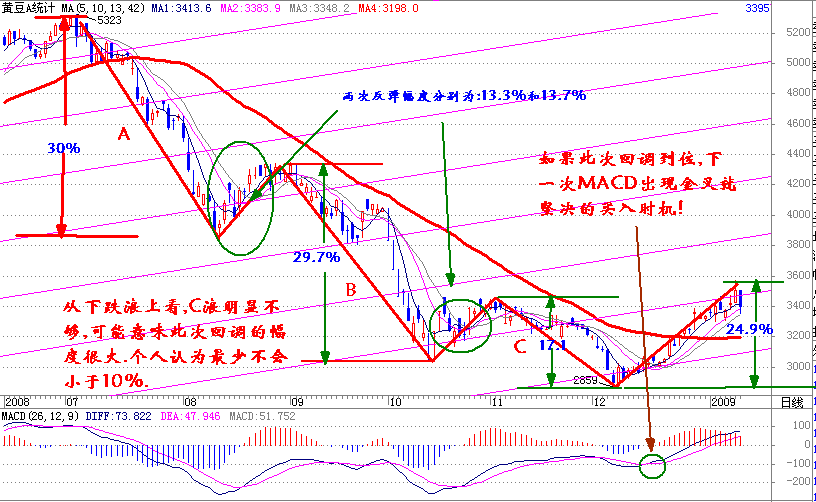 黄豆A统计 MA(5,10,13,42) MA1:3413.6 MA2:3383.9 MA3:3348.2 MA4:3198.0
3395
5323
5200
5000
4800
4600
4400
4200
4000
3800
3600
3400
3200
3000
两次反弹幅度分别为:13.3%和13.7%
A
30%
如果此次回调到位,下
一次MACD出现金叉就
坚决的买入时机!
29.7%
B
从下跌浪上看,C浪明显不
够,可能意味此次回调的幅
度很大.个人认为最少不会
小于10%.
C
17.1
24.9%
2859
2008 07 08 09 10 11 12 2009 日线
MACD(26,12,9) DIFF:73.822 DEA:47.946 MACD:51.752
100
0
-100
-200